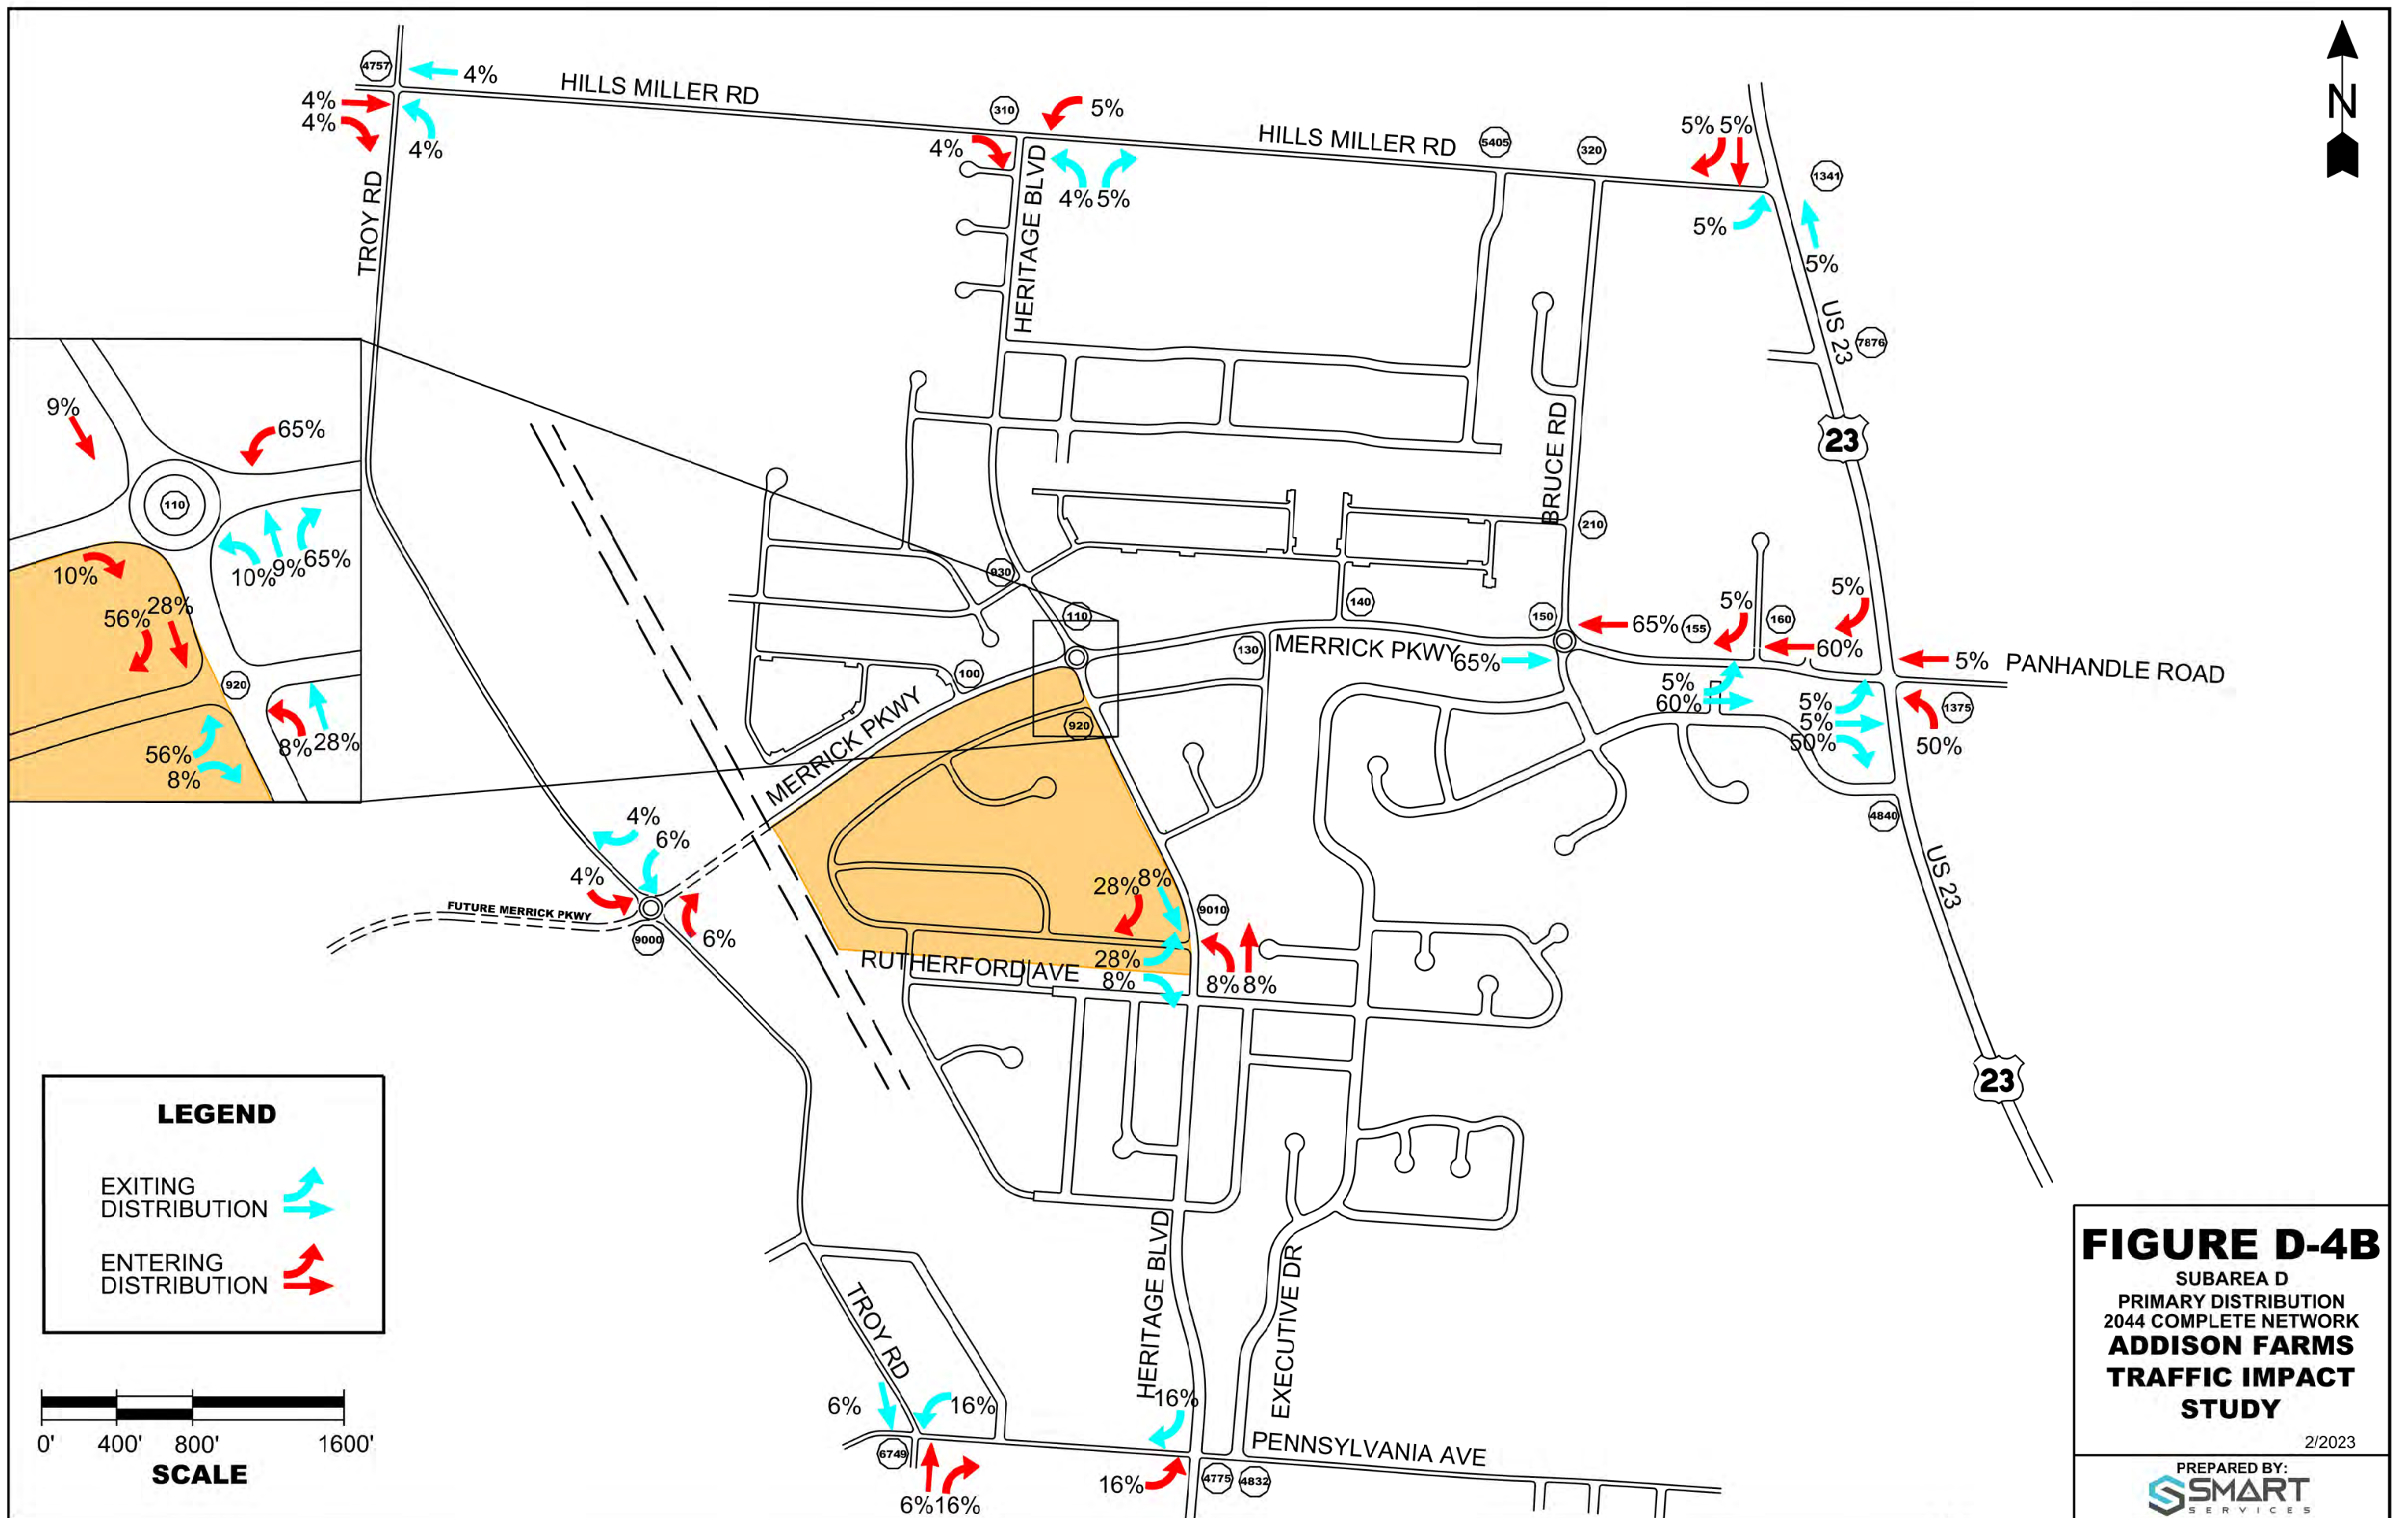 4757
4%
HILLS MILLER RD
4%
4%
4%
TROY RD
310
5%
4%
HERITAGE BLVD
4% 5%
HILLS MILLER RD
5405
320
5% 5%
1341
5%
5%
US 23
7876
23
N
9%
65%
110
10%
10% 9% 65%
56% 28%
920
56%
8%
8% 28%
BRUCE RD
210
930
110
140
150
65%
155
5%
160
5%
60%
130
MERRICK PKWY
65%
5%
PANHANDLE ROAD
100
5%
60%
5%
5%
50%
1375
50%
920
MERRICK PKWY
4840
US 23
4%
6%
4%
FUTURE MERRICK PKWY
9000
6%
28% 8%
9010
RUTHERFORD AVE
28%
8%
8% 8%
23
LEGEND
EXITING
DISTRIBUTION
ENTERING
DISTRIBUTION
0' 400' 800' 1600'
SCALE
TROY RD
HERITAGE BLVD
EXECUTIVE DR
6%
16%
16%
PENNSYLVANIA AVE
6749
6% 16%
16%
4775
4832
FIGURE D-4B
SUBAREA D
PRIMARY DISTRIBUTION
2044 COMPLETE NETWORK
ADDISON FARMS
TRAFFIC IMPACT
STUDY
2/2023
PREPARED BY:
SMART
SERVICES